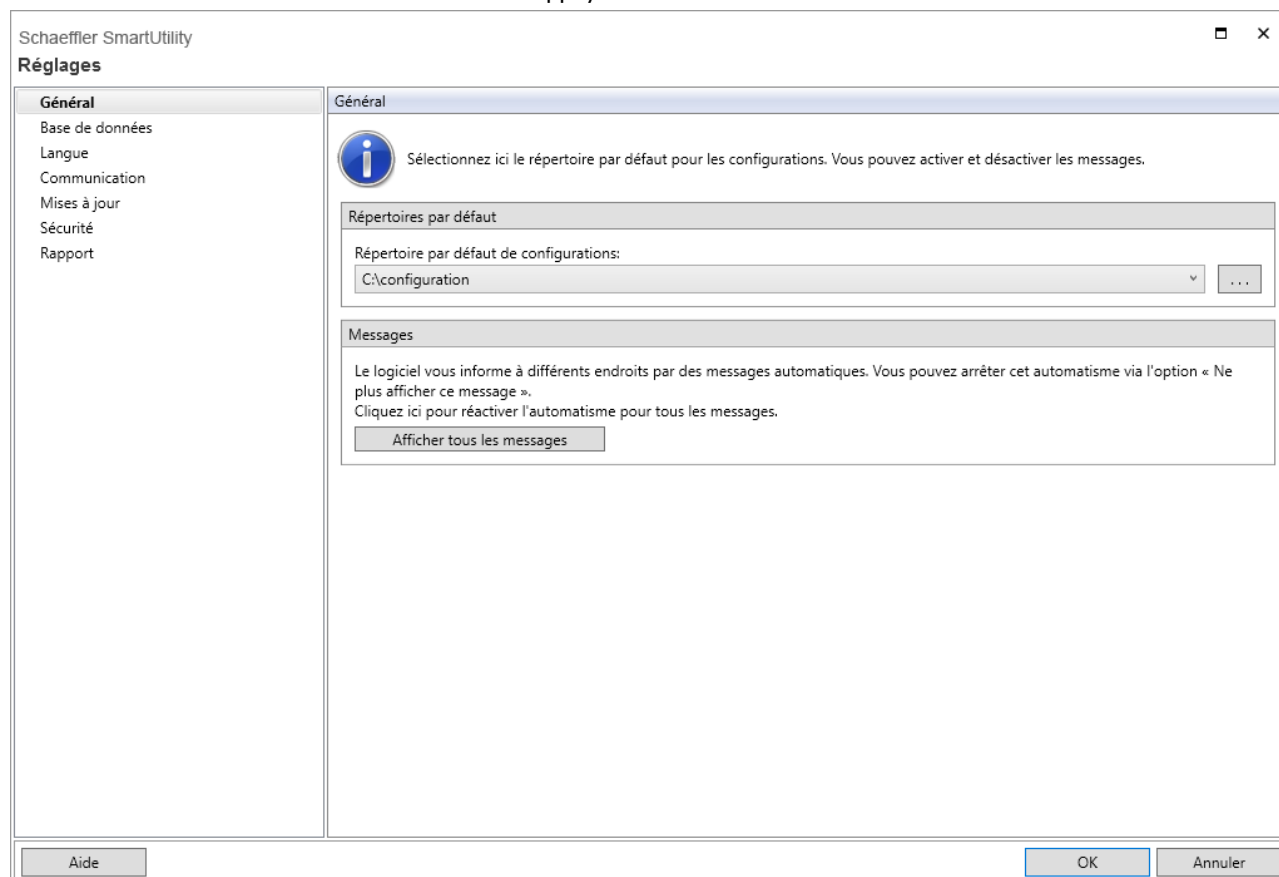 Schaeffler SmartUtility
Réglages
Général
Base de données
Langue
Communication
Mises à jour
Sécurité
Rapport
Général
Sélectionnez ici le répertoire par défaut pour les configurations. Vous pouvez activer et désactiver les messages.
Répertoires par défaut
Répertoire par défaut de configurations:
C:\configuration
...
Messages
Le logiciel vous informe à différents endroits par des messages automatiques. Vous pouvez arrêter cet automatisme via l'option « Ne
plus afficher ce message ».
Cliquez ici pour réactiver l'automatisme pour tous les messages.
Afficher tous les messages
Aide
OK
Annuler